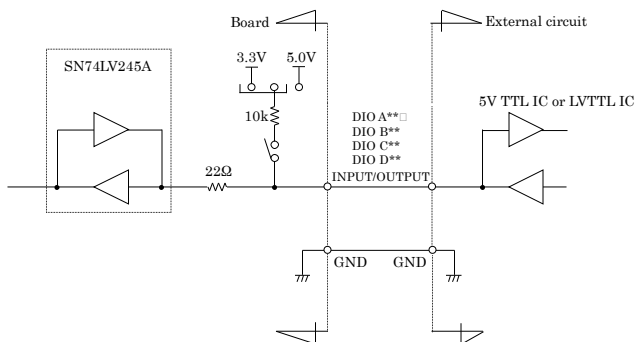 Board
External circuit
3.3V
5.0V
SN74LV245A
5V TTL IC or LVTTL IC
10k
DIO A**□
DIO B**
DIO C**
DIO D**
22Ω
INPUT/OUTPUT
GND
GND